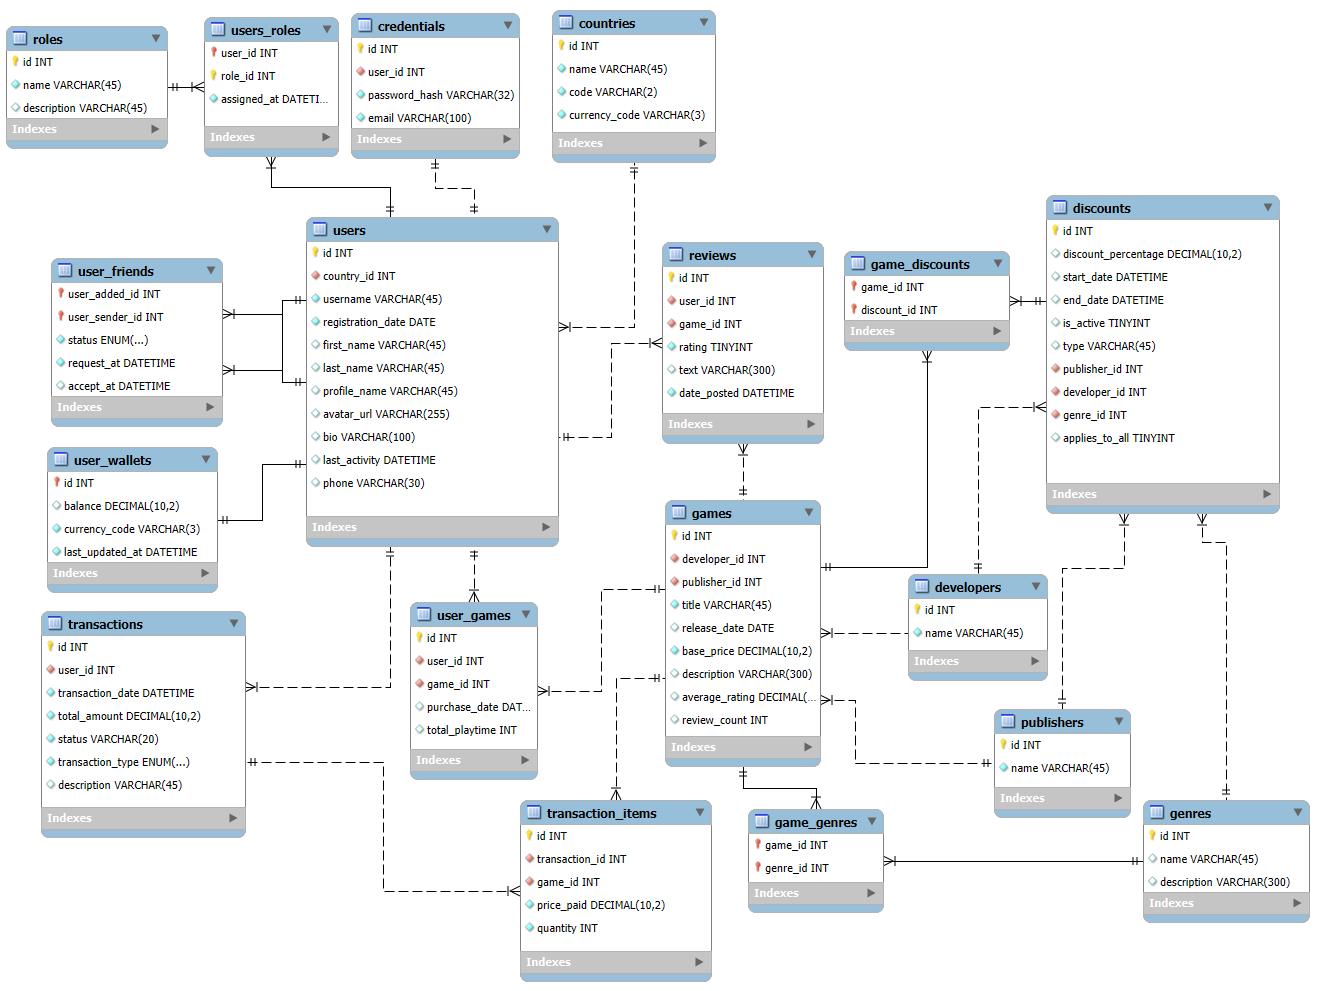 roles
id INT
name VARCHAR(45)
description VARCHAR(45)
Indexes
users_roles
user_id INT
role_id INT
assigned_at DATETI...
Indexes
credentials
id INT
user_id INT
password_hash VARCHAR(32)
email VARCHAR(100)
Indexes
countries
id INT
name VARCHAR(45)
code VARCHAR(2)
currency_code VARCHAR(3)
Indexes
users
id INT
country_id INT
username VARCHAR(45)
registration_date DATE
first_name VARCHAR(45)
last_name VARCHAR(45)
profile_name VARCHAR(45)
avatar_url VARCHAR(255)
bio VARCHAR(100)
last_activity DATETIME
phone VARCHAR(30)
Indexes
user_friends
user_added_id INT
user_sender_id INT
status ENUM(...)
request_at DATETIME
accept_at DATETIME
Indexes
reviews
id INT
user_id INT
game_id INT
rating TINYINT
text VARCHAR(300)
date_posted DATETIME
Indexes
game_discounts
game_id INT
discount_id INT
Indexes
discounts
id INT
discount_percentage DECIMAL(10,2)
start_date DATETIME
end_date DATETIME
is_active TINYINT
type VARCHAR(45)
publisher_id INT
developer_id INT
genre_id INT
applies_to_all TINYINT
Indexes
user_wallets
id INT
balance DECIMAL(10,2)
currency_code VARCHAR(3)
last_updated_at DATETIME
Indexes
games
id INT
developer_id INT
publisher_id INT
title VARCHAR(45)
release_date DATE
base_price DECIMAL(10,2)
description VARCHAR(300)
average_rating DECIMAL(...
review_count INT
Indexes
developers
id INT
name VARCHAR(45)
Indexes
transactions
id INT
user_id INT
transaction_date DATETIME
total_amount DECIMAL(10,2)
status VARCHAR(20)
transaction_type ENUM(...)
description VARCHAR(45)
Indexes
user_games
id INT
user_id INT
game_id INT
purchase_date DAT...
total_playtime INT
Indexes
publishers
id INT
name VARCHAR(45)
Indexes
transaction_items
id INT
transaction_id INT
game_id INT
price_paid DECIMAL(10,2)
quantity INT
Indexes
game_genres
game_id INT
genre_id INT
Indexes
genres
id INT
name VARCHAR(45)
description VARCHAR(300)
Indexes